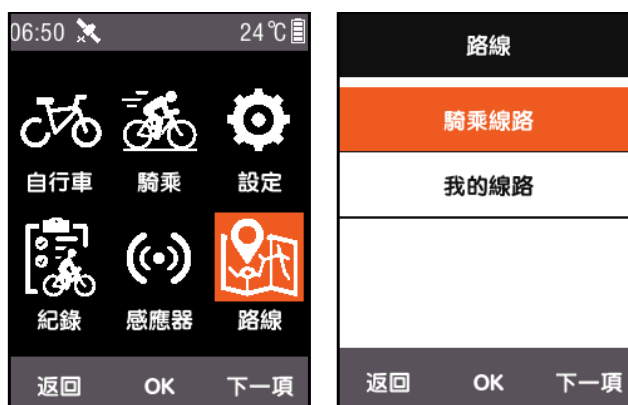 06:50 24℃
自行車 騎乘 設定
紀錄 感應器 路線
返回 OK 下一項
路線
騎乘線路
我的線路
返回 OK 下一項